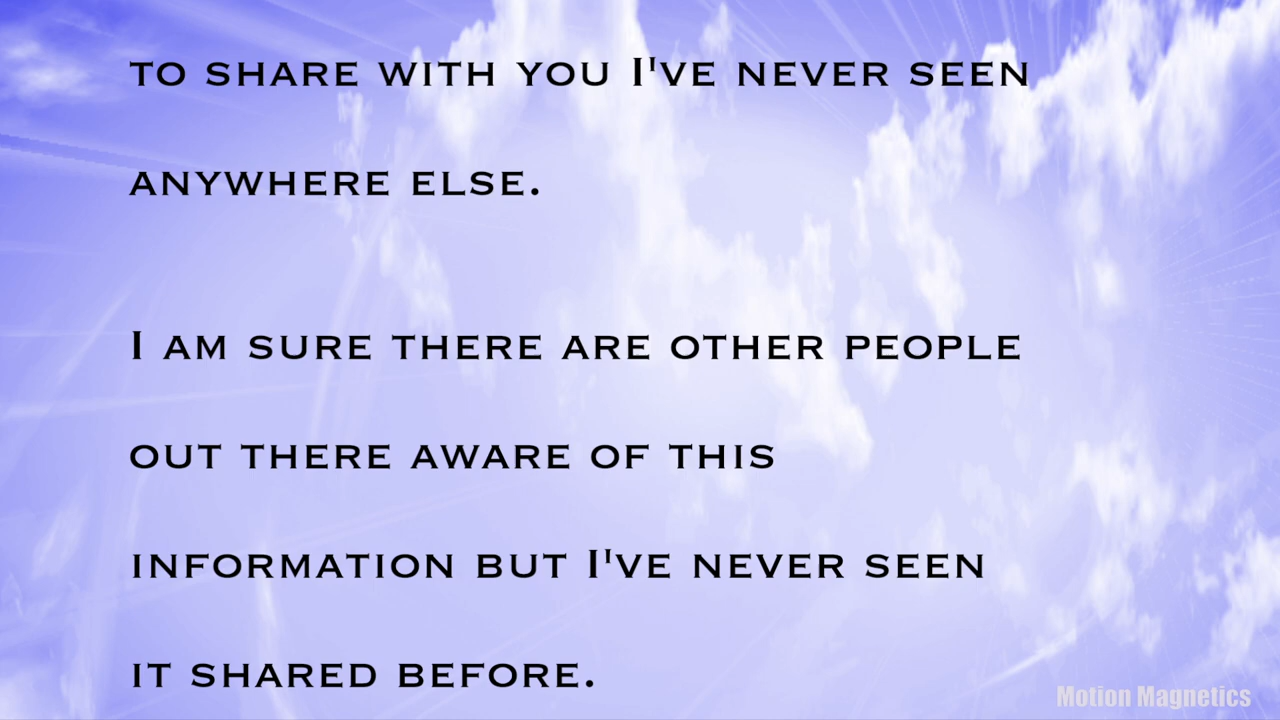 TO SHARE WITH YOU I'VE NEVER SEEN
ANYWHERE ELSE.
I AM SURE THERE ARE OTHER PEOPLE
OUT THERE AWARE OF THIS
INFORMATION BUT I'VE NEVER SEEN
IT SHARED BEFORE.
Motion Magnetics